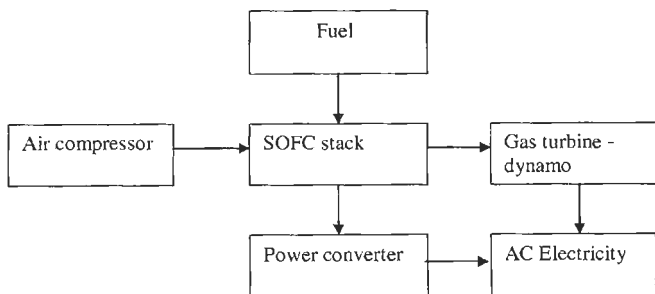 Fuel
Air compressor
SOFC stack
Gas turbine -
dynamo
Power converter
AC Electricity